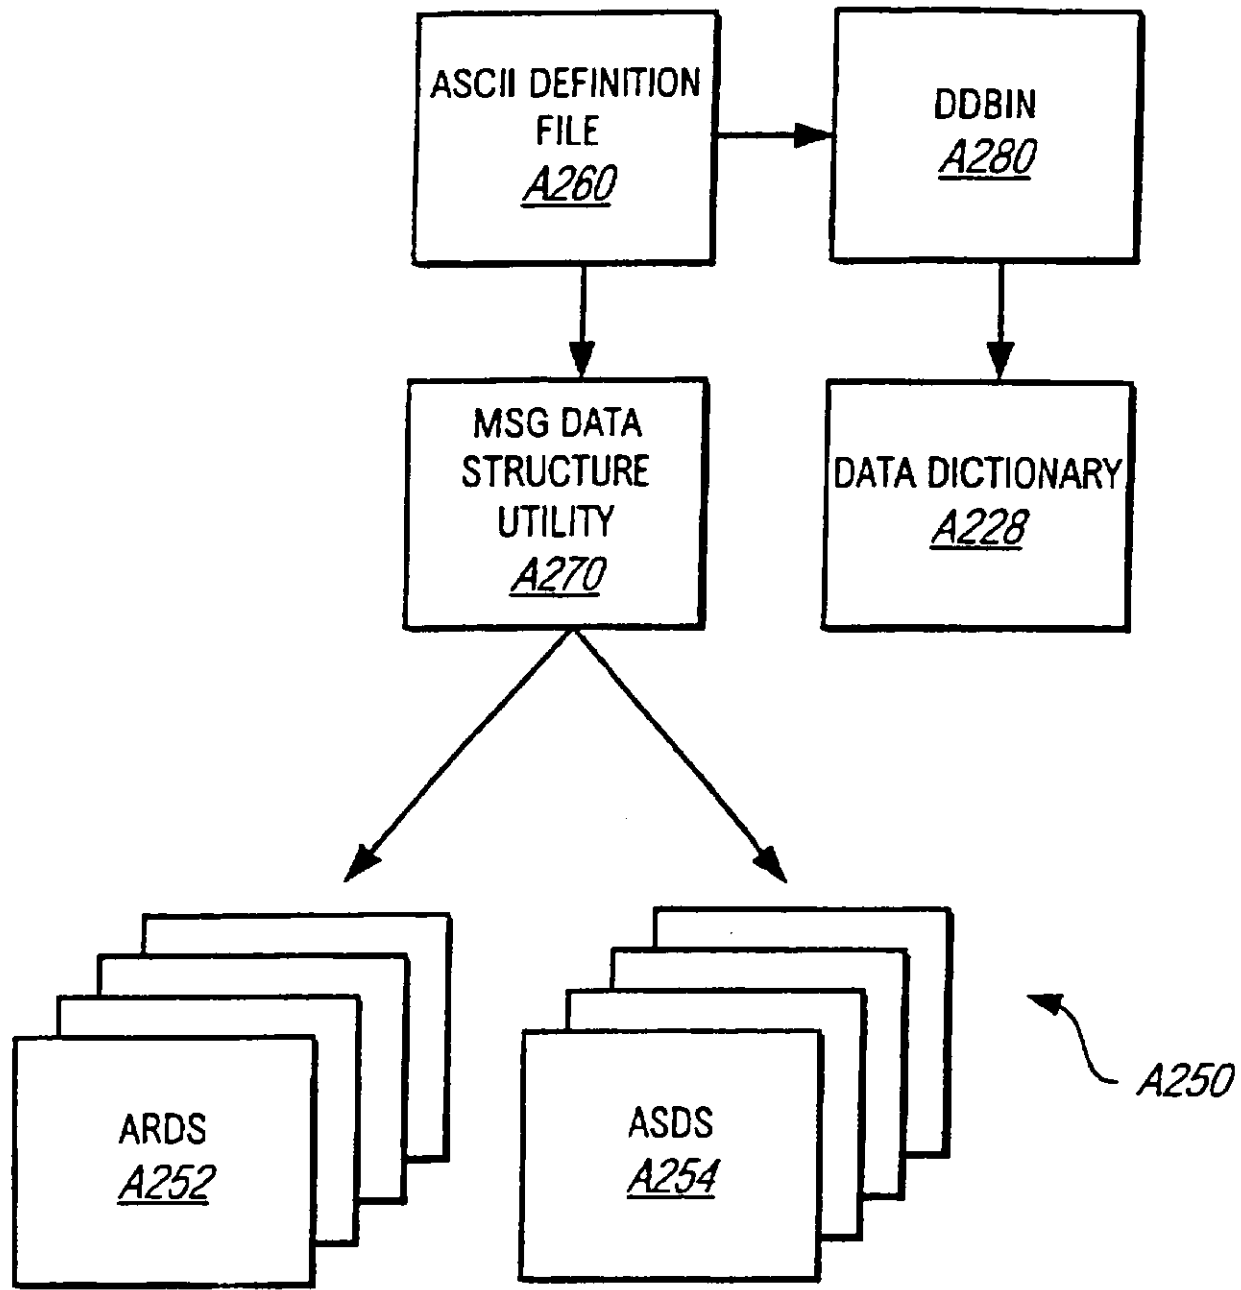 ASCII DEFINITION
FILE
A260
DDBIN
A280
MSG DATA
STRUCTURE
UTILITY
A270
DATA DICTIONARY
A228
ARDS
A252
ASDS
A254
A250